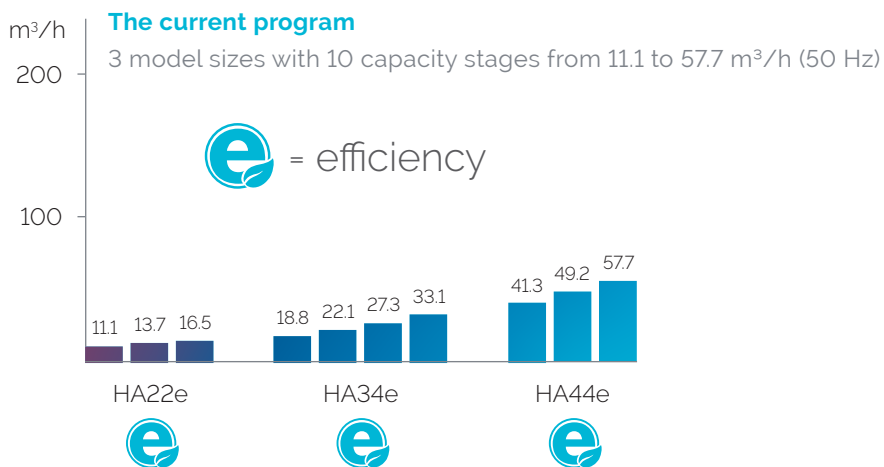 The current program
m³/h
3 model sizes with 10 capacity stages from 11.1 to 57.7 m³/h (50 Hz)
200
e = efficiency
100
11.1 13.7 16.5 18.8 22.1 27.3 33.1 41.3 49.2 57.7
HA22e HA34e HA44e
e e e